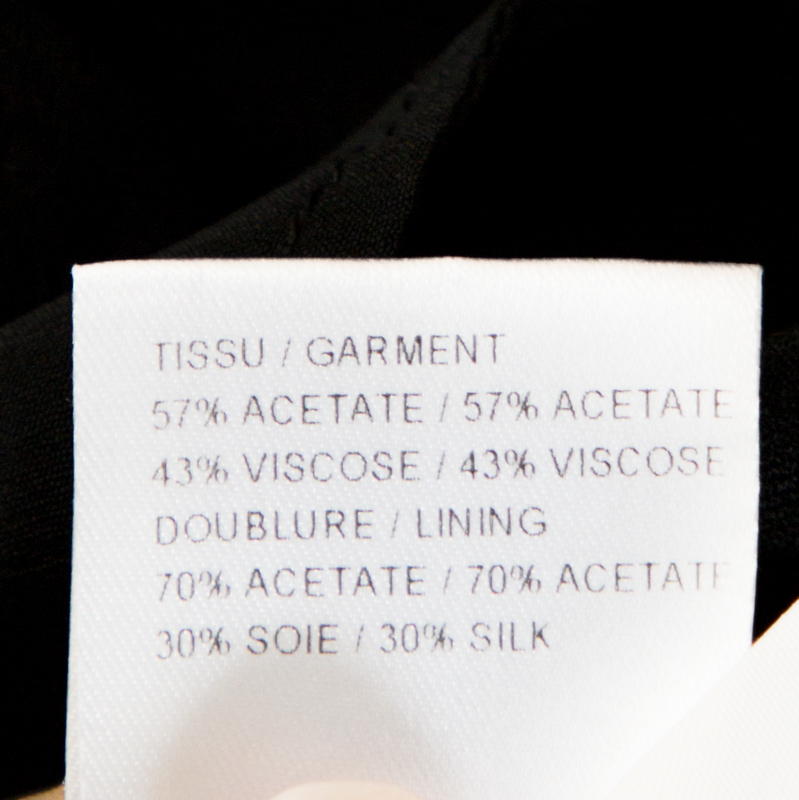 TISSU / GARMENT
57% ACETATE / 57% ACETATE
43% VISCOSE / 43% VISCOSE
DOUBLURE / LINING
70% ACETATE / 70% ACETATE
30% SOIE / 30% SILK